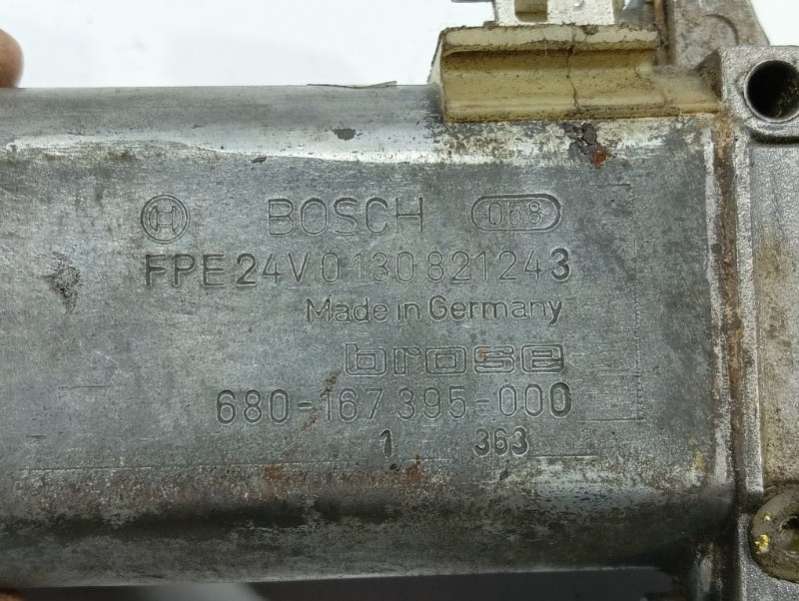 BOSCH 068
FPE 24V 0 130 821 243
Made in Germany
brose
680-167 395-000
1 363